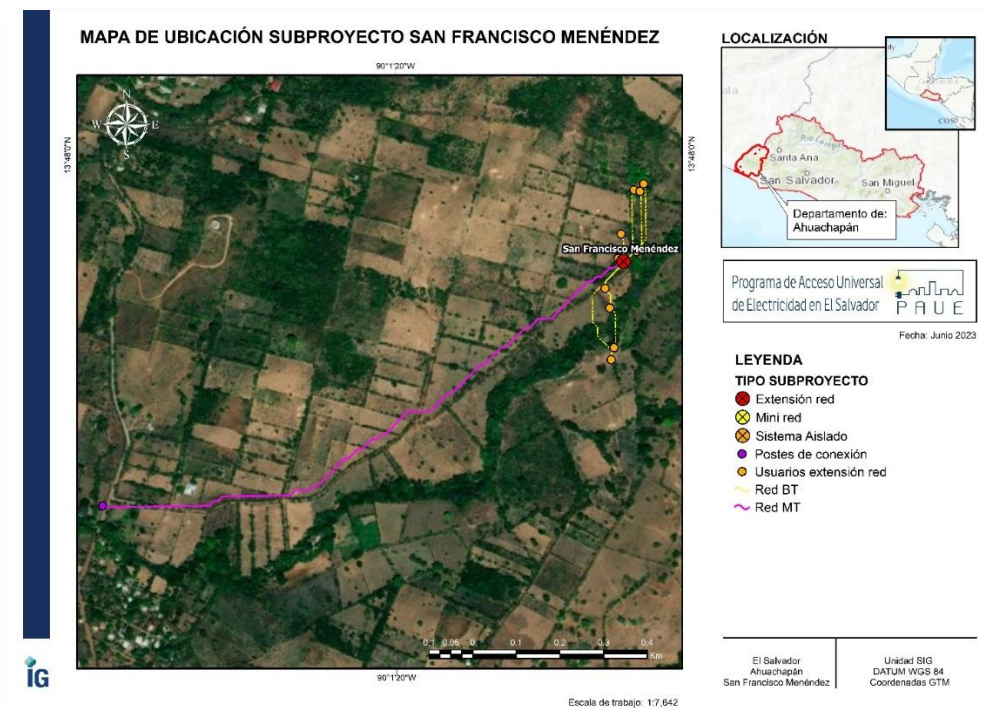 MAPA DE UBICACIÓN SUBPROYECTO SAN FRANCISCO MENÉNDEZ
90°1'20"W
13°48'0"N
13°48'0"N
N
W
E
S
San Francisco Menéndez
0.1 0.05 0 0.1 0.2 0.3 0.4
Km
90°1'20"W
Escala de trabajo: 1:7,642
iG
LOCALIZACIÓN
Santa Ana
San Salvador
San Miguel
Departamento de:
Ahuachapán
Programa de Acceso Universal
de Electricidad en El Salvador
PAUE
Fecha: Junio 2023
LEYENDA
TIPO SUBPROYECTO
Extensión red
Mini red
Sistema Aislado
Postes de conexión
Usuarios extensión red
Red BT
Red MT
El Salvador
Ahuachapán
San Francisco Menéndez
Unidad SIG
DATUM WGS 84
Coordenadas GTM